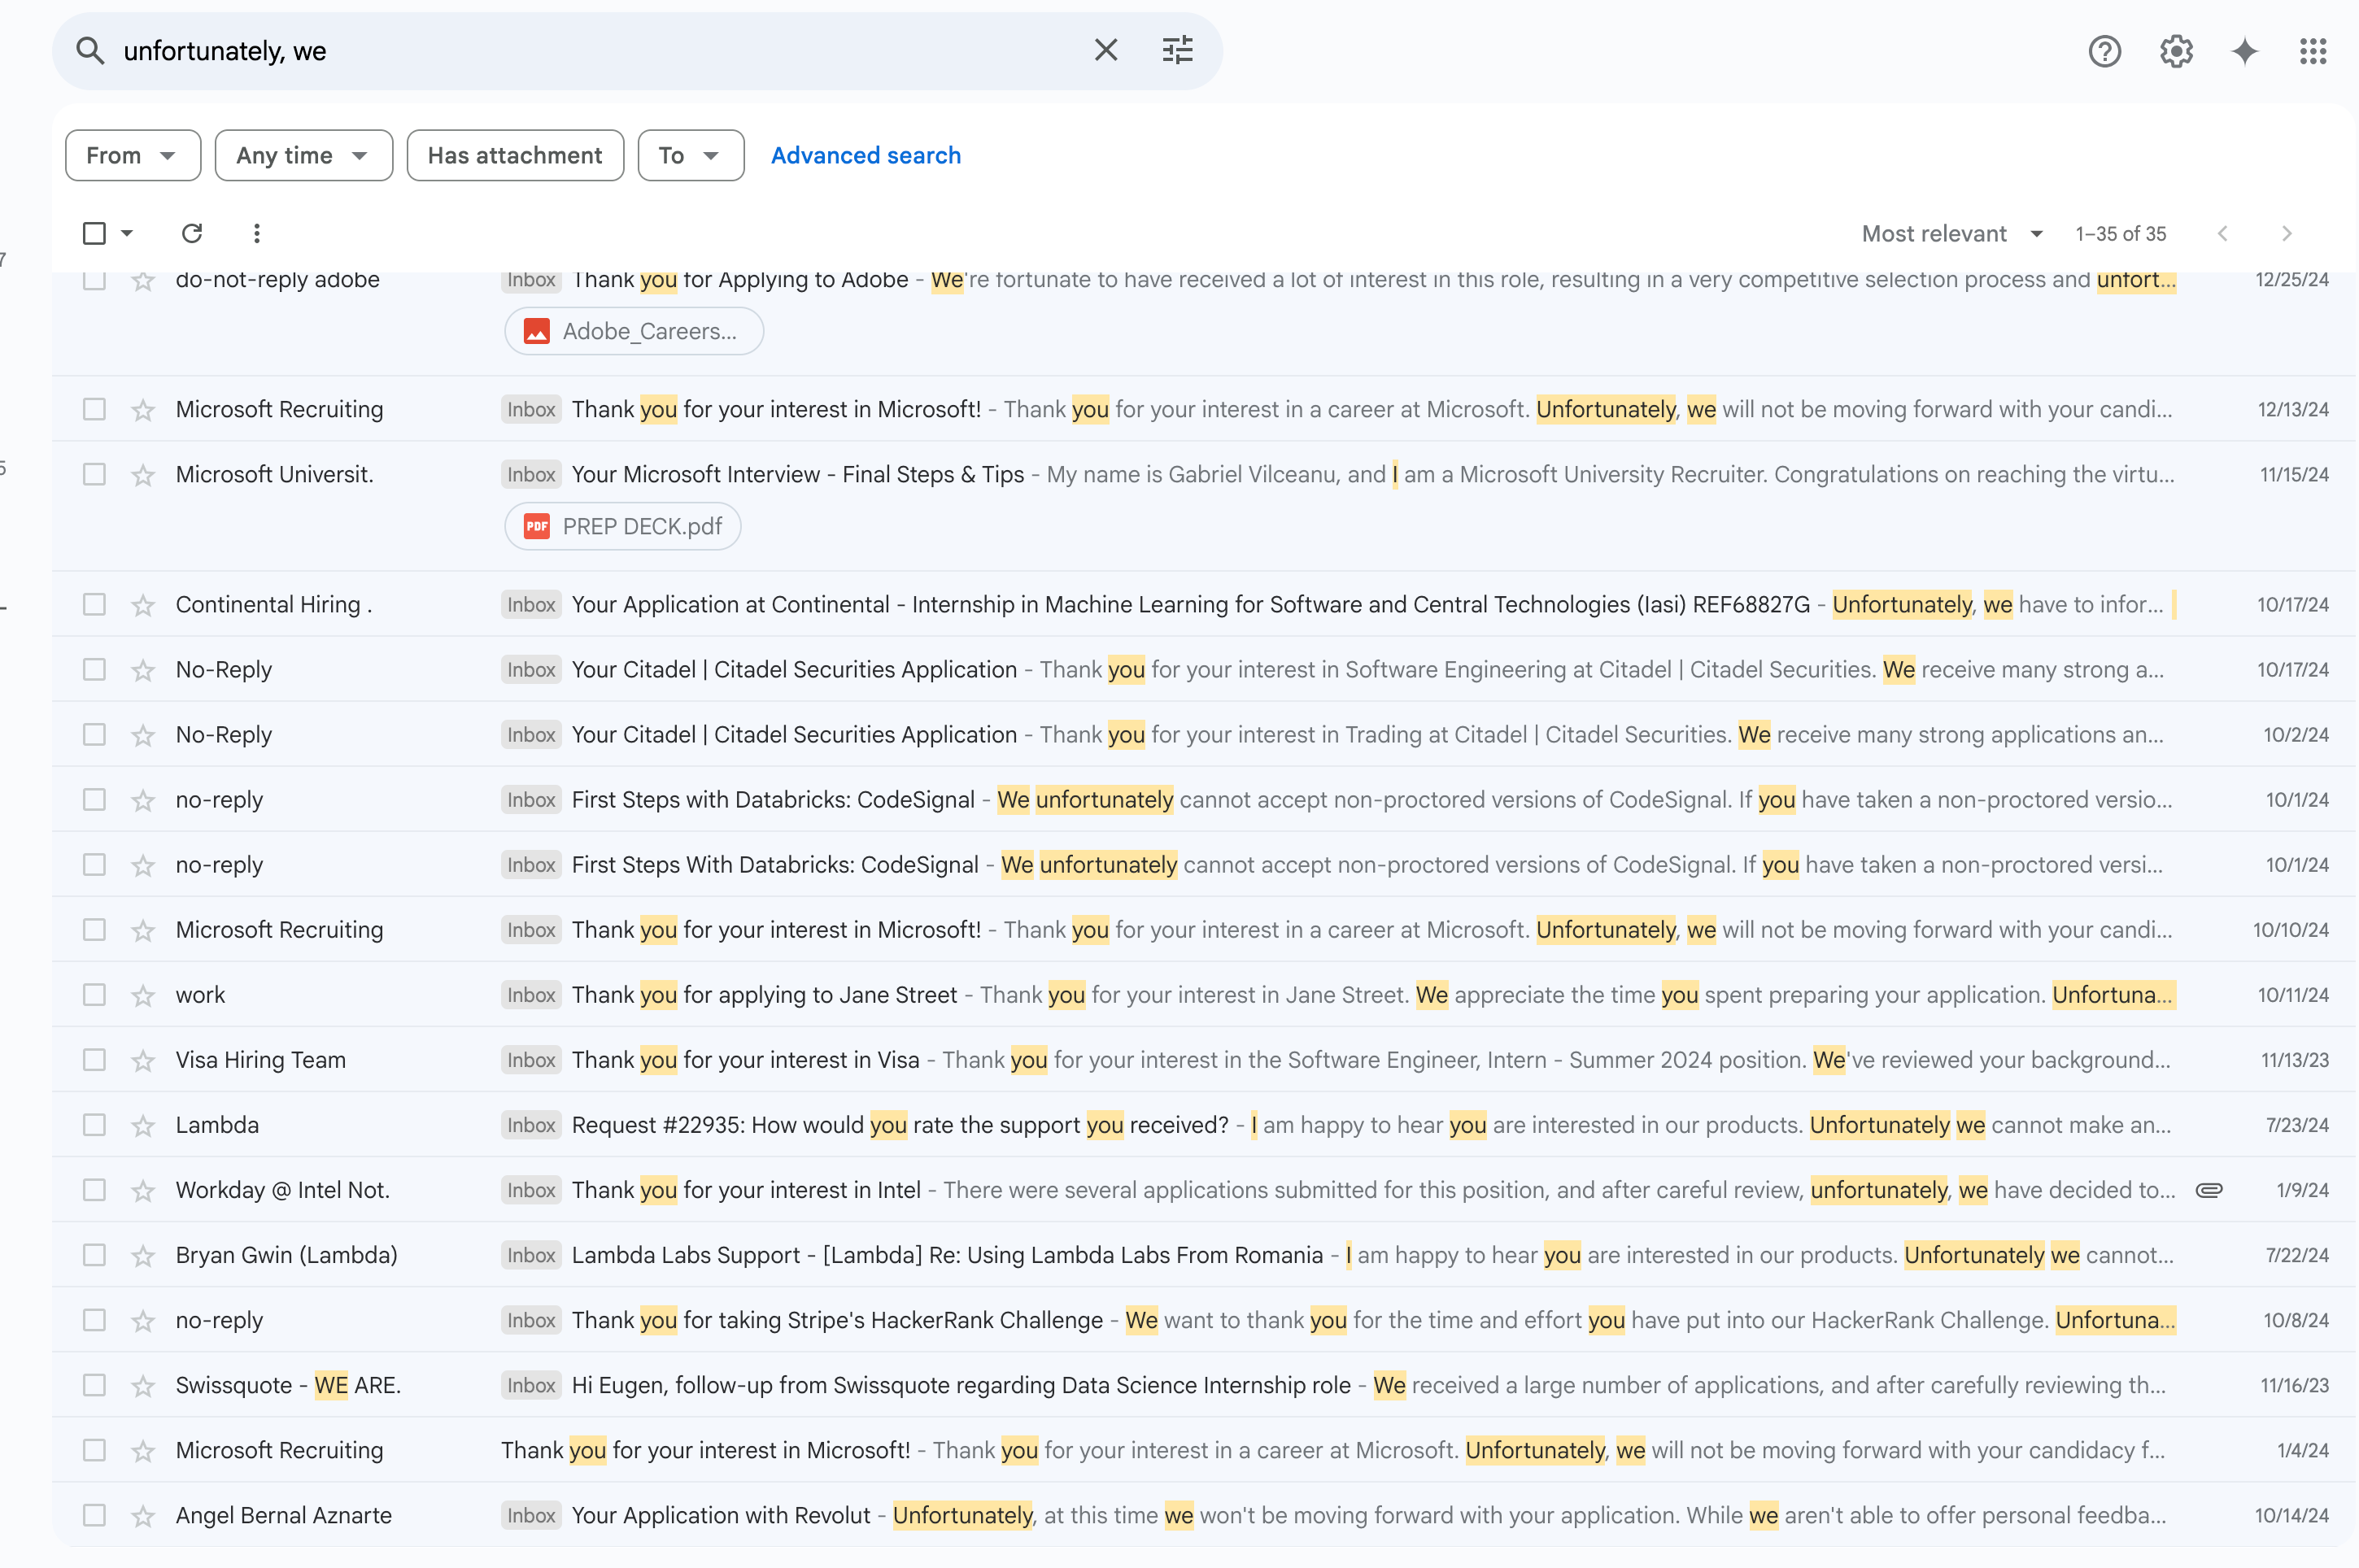 unfortunately, we
From Any time Has attachment To Advanced search
Most relevant 1–35 of 35
7
do-not-reply adobe Inbox Thank you for Applying to Adobe - We're fortunate to have received a lot of interest in this role, resulting in a very competitive selection process and unfort... 12/25/24
Adobe_Careers...
Microsoft Recruiting Inbox Thank you for your interest in Microsoft! - Thank you for your interest in a career at Microsoft. Unfortunately, we will not be moving forward with your candi... 12/13/24
5
Microsoft Universit. Inbox Your Microsoft Interview - Final Steps & Tips - My name is Gabriel Vilceanu, and I am a Microsoft University Recruiter. Congratulations on reaching the virtu... 11/15/24
PDF PREP DECK.pdf
Continental Hiring . Inbox Your Application at Continental - Internship in Machine Learning for Software and Central Technologies (Iasi) REF68827G - Unfortunately, we have to infor... 10/17/24
No-Reply Inbox Your Citadel | Citadel Securities Application - Thank you for your interest in Software Engineering at Citadel | Citadel Securities. We receive many strong a... 10/17/24
No-Reply Inbox Your Citadel | Citadel Securities Application - Thank you for your interest in Trading at Citadel | Citadel Securities. We receive many strong applications an... 10/2/24
no-reply Inbox First Steps with Databricks: CodeSignal - We unfortunately cannot accept non-proctored versions of CodeSignal. If you have taken a non-proctored versio... 10/1/24
no-reply Inbox First Steps With Databricks: CodeSignal - We unfortunately cannot accept non-proctored versions of CodeSignal. If you have taken a non-proctored versi... 10/1/24
Microsoft Recruiting Inbox Thank you for your interest in Microsoft! - Thank you for your interest in a career at Microsoft. Unfortunately, we will not be moving forward with your candi... 10/10/24
work Inbox Thank you for applying to Jane Street - Thank you for your interest in Jane Street. We appreciate the time you spent preparing your application. Unfortuna... 10/11/24
Visa Hiring Team Inbox Thank you for your interest in Visa - Thank you for your interest in the Software Engineer, Intern - Summer 2024 position. We've reviewed your background... 11/13/23
Lambda Inbox Request #22935: How would you rate the support you received? - I am happy to hear you are interested in our products. Unfortunately we cannot make an... 7/23/24
Workday @ Intel Not. Inbox Thank you for your interest in Intel - There were several applications submitted for this position, and after careful review, unfortunately, we have decided to... 1/9/24
Bryan Gwin (Lambda) Inbox Lambda Labs Support - [Lambda] Re: Using Lambda Labs From Romania - I am happy to hear you are interested in our products. Unfortunately we cannot... 7/22/24
no-reply Inbox Thank you for taking Stripe's HackerRank Challenge - We want to thank you for the time and effort you have put into our HackerRank Challenge. Unfortuna... 10/8/24
Swissquote - WE ARE. Inbox Hi Eugen, follow-up from Swissquote regarding Data Science Internship role - We received a large number of applications, and after carefully reviewing th... 11/16/23
Microsoft Recruiting Thank you for your interest in Microsoft! - Thank you for your interest in a career at Microsoft. Unfortunately, we will not be moving forward with your candidacy f... 1/4/24
Angel Bernal Aznarte Inbox Your Application with Revolut - Unfortunately, at this time we won't be moving forward with your application. While we aren't able to offer personal feedba... 10/14/24